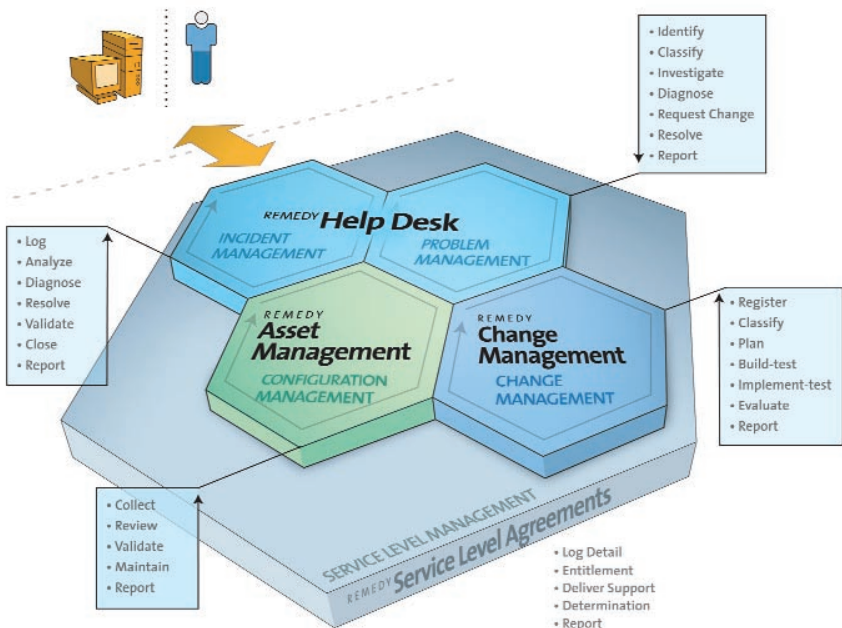 • Identify
• Classify
• Investigate
• Diagnose
• Request Change
• Resolve
• Report
REMEDY Help Desk
INCIDENT
MANAGEMENT
PROBLEM
MANAGEMENT
• Log
• Analyze
• Diagnose
• Resolve
• Validate
• Close
• Report
REMEDY
Asset
Management
CONFIGURATION
MANAGEMENT
REMEDY
Change
Management
CHANGE
MANAGEMENT
• Register
• Classify
• Plan
• Build-test
• Implement-test
• Evaluate
• Report
• Collect
• Review
• Validate
• Maintain
• Report
SERVICE LEVEL MANAGEMENT
REMEDY Service Level Agreements
• Log Detail
• Entitlement
• Deliver Support
• Determination
• Report